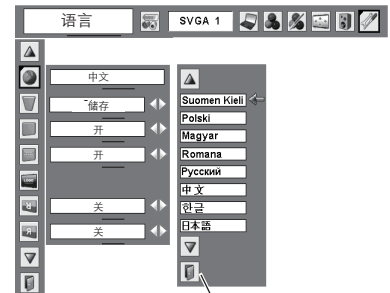 语言
SVGA 1
中文
储存
开
开
关
关
Suomen Kieli
Polski
Magyar
Romana
Русский
中文
한글
日本語